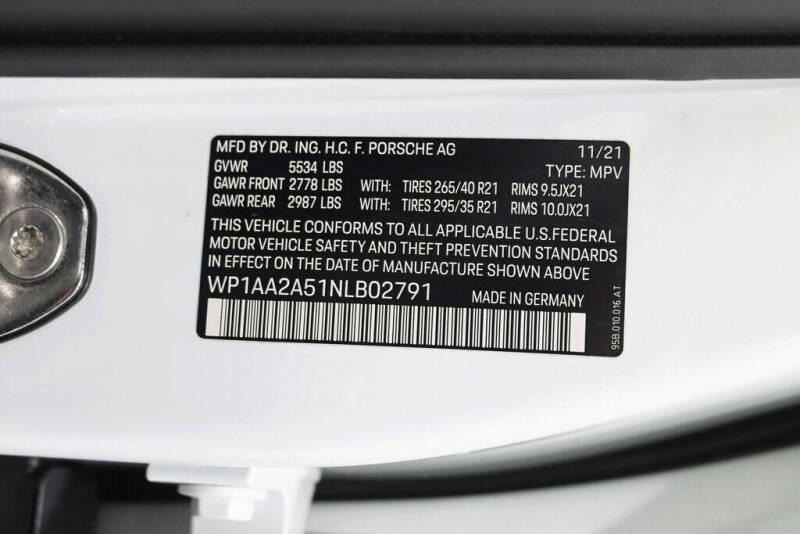 MFD BY DR. ING. H.C. F. PORSCHE AG 11/21
GVWR 5534 LBS TYPE: MPV
GAWR FRONT 2778 LBS WITH: TIRES 265/40 R21 RIMS 9.5JX21
GAWR REAR 2987 LBS WITH: TIRES 295/35 R21 RIMS 10.0JX21
THIS VEHICLE CONFORMS TO ALL APPLICABLE U.S.FEDERAL
MOTOR VEHICLE SAFETY AND THEFT PREVENTION STANDARDS
IN EFFECT ON THE DATE OF MANUFACTURE SHOWN ABOVE
WP1AA2A51NLB02791 MADE IN GERMANY
95B.010.016.AT